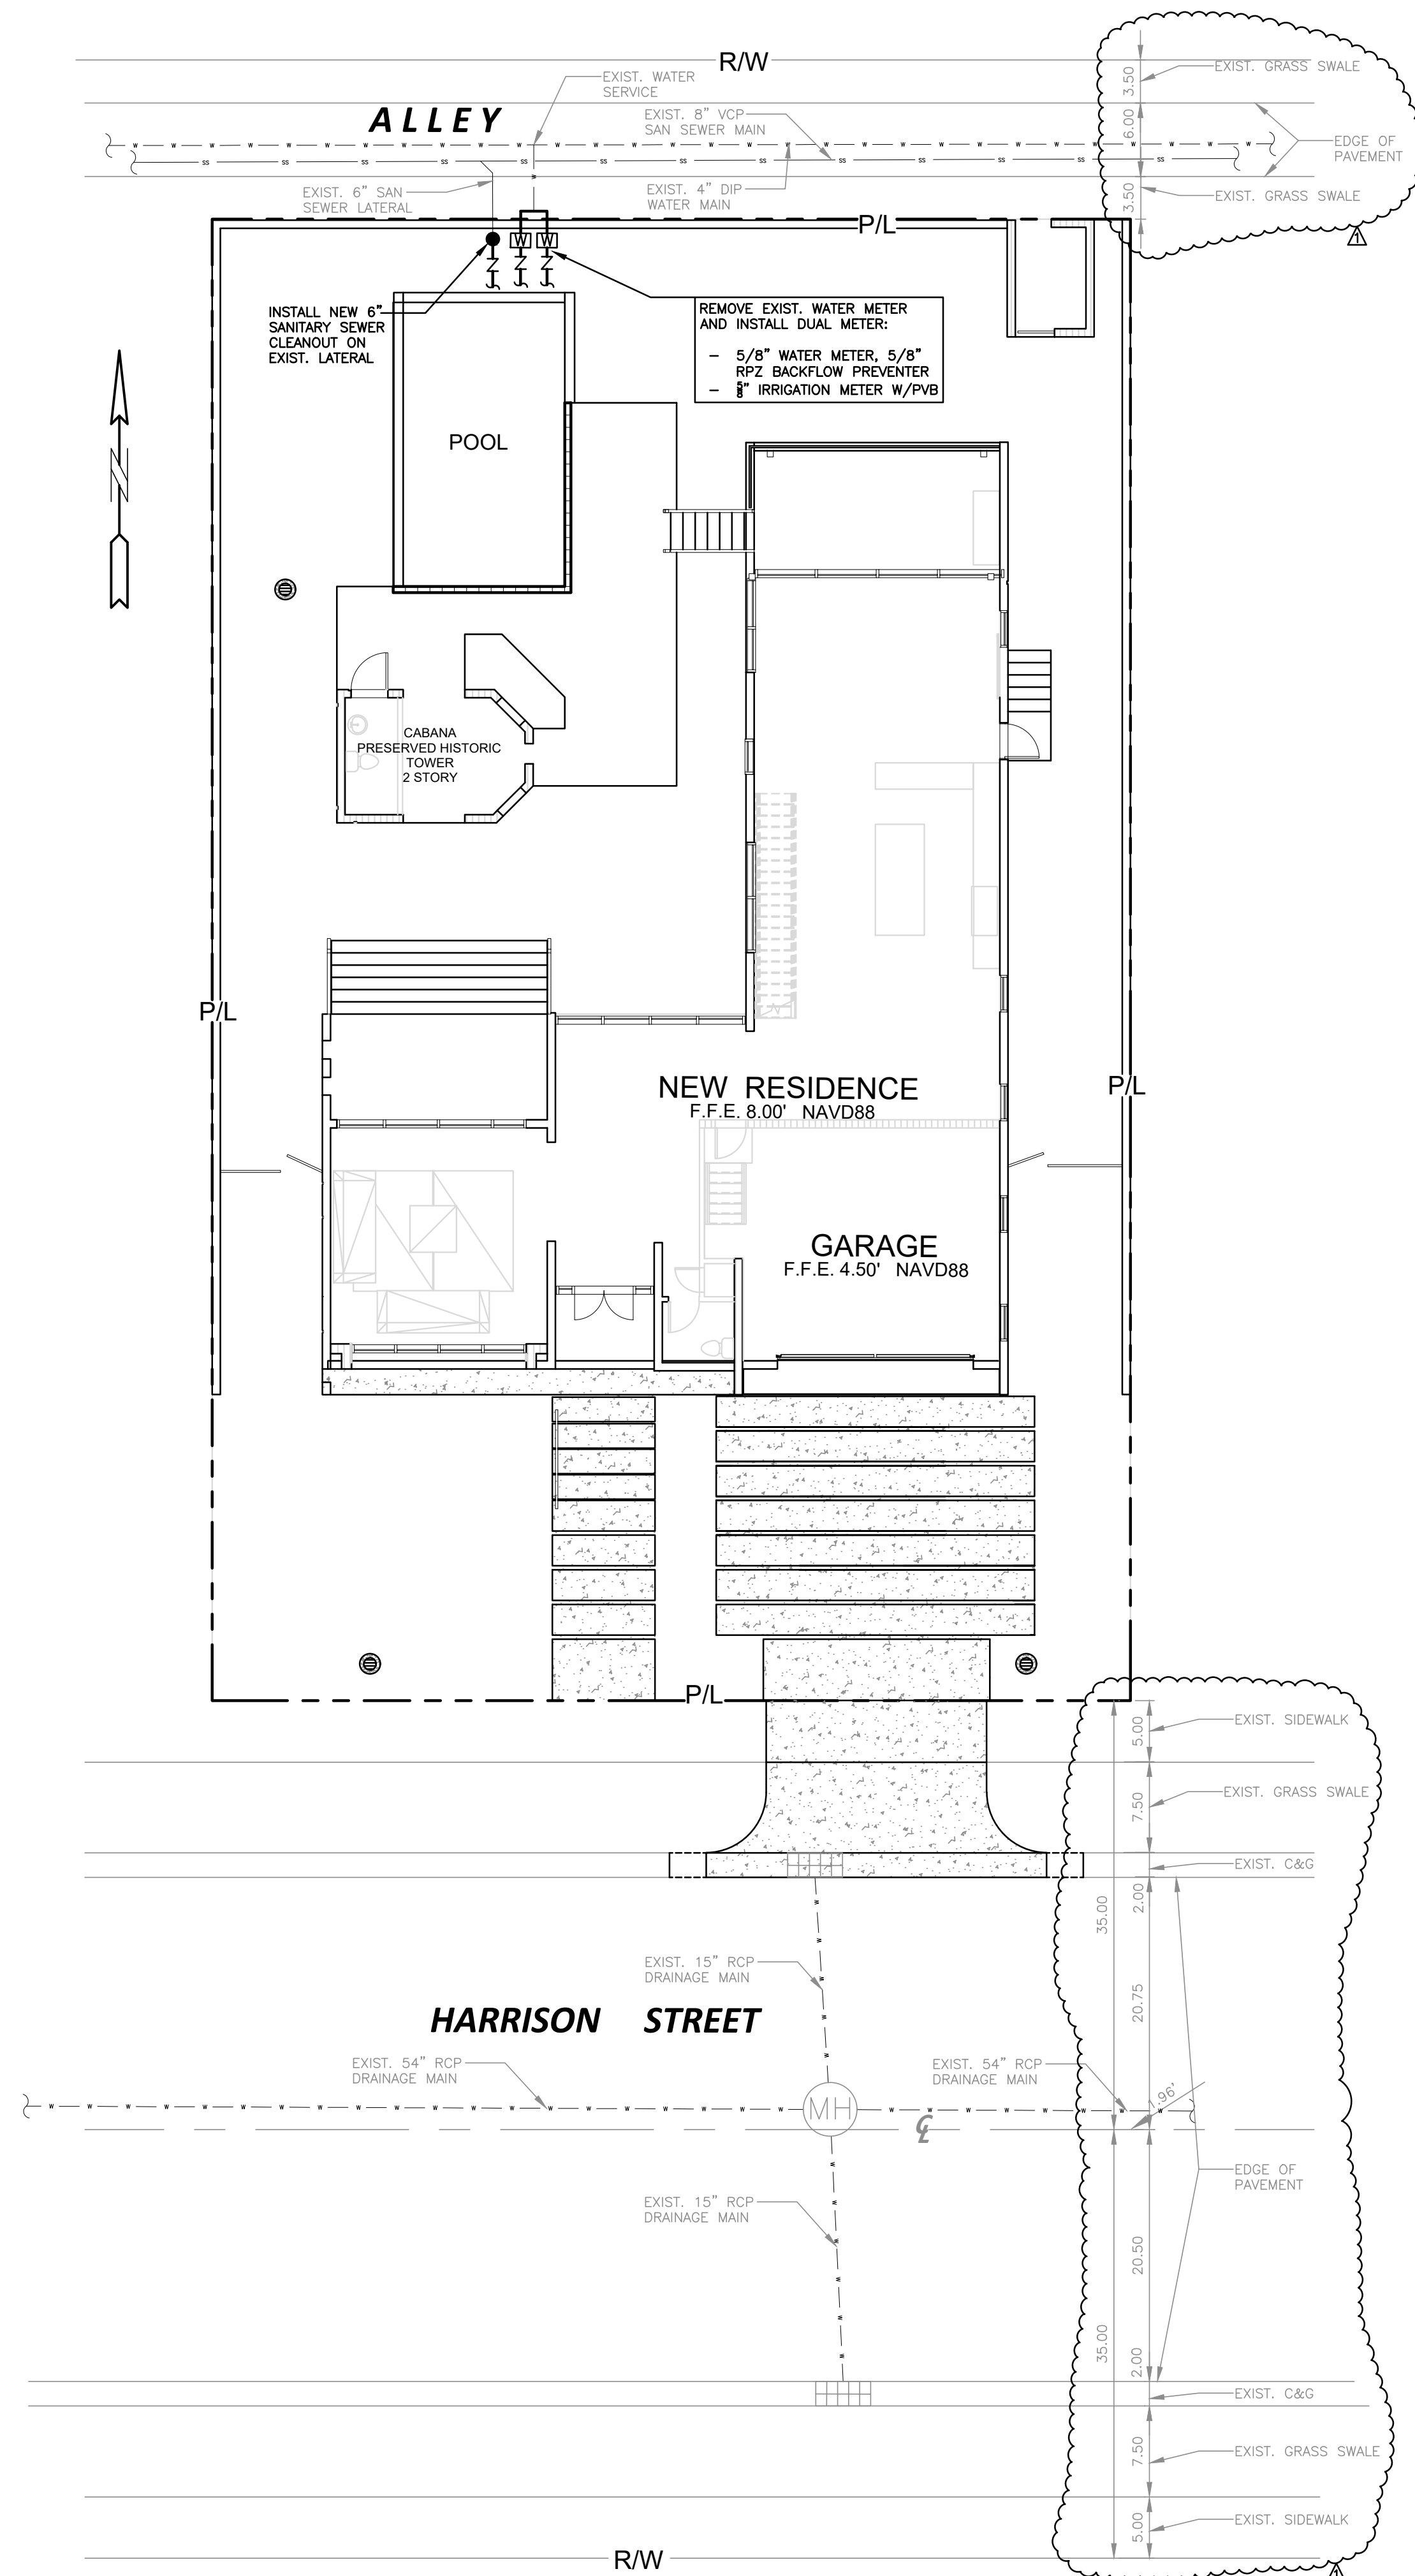 R/W
EXIST. WATER
SERVICE
EXIST. GRASS SWALE
3.50
ALLEY
EXIST. 8" VCP
SAN SEWER MAIN
6.00
EDGE OF
PAVEMENT
EXIST. 6" SAN
SEWER LATERAL
EXIST. 4" DIP
WATER MAIN
3.50
EXIST. GRASS SWALE
1
P/L
W W
INSTALL NEW 6"
SANITARY SEWER
CLEANOUT ON
EXIST. LATERAL
REMOVE EXIST. WATER METER
AND INSTALL DUAL METER:
- 5/8" WATER METER, 5/8"
RPZ BACKFLOW PREVENTER
- 5/8" IRRIGATION METER W/PVB
N
POOL
CABANA
PRESERVED HISTORIC
TOWER
2 STORY
P/L
P/L
NEW RESIDENCE
F.F.E. 8.00' NAVD88
GARAGE
F.F.E. 4.50' NAVD88
P/L
5.00
EXIST. SIDEWALK
7.50
EXIST. GRASS SWALE
EXIST. C&G
2.00
35.00
EXIST. 15" RCP
DRAINAGE MAIN
20.75
HARRISON STREET
EXIST. 54" RCP
DRAINAGE MAIN
EXIST. 54" RCP
DRAINAGE MAIN
MH
CL
EDGE OF
PAVEMENT
EXIST. 15" RCP
DRAINAGE MAIN
20.50
35.00
2.00
EXIST. C&G
7.50
EXIST. GRASS SWALE
5.00
EXIST. SIDEWALK
R/W
1